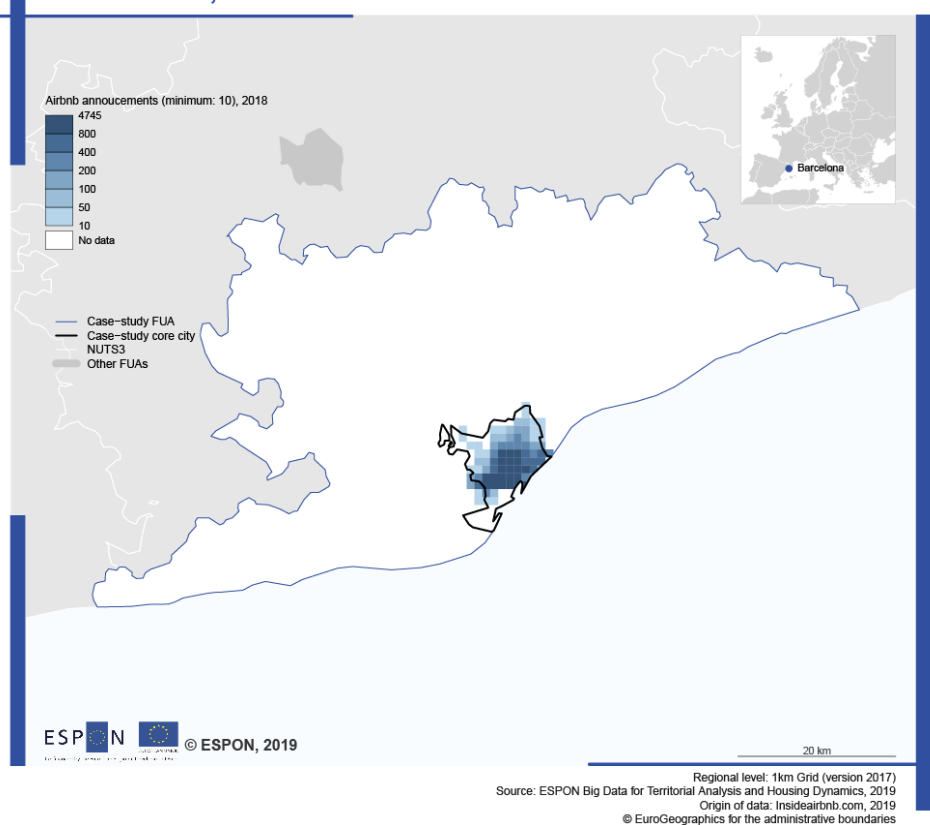 Airbnb annoucements (minimum: 10), 2018
4745
800
400
200
100
50
10
No data
Barcelona
Case-study FUA
Case-study core city
NUTS3
Other FUAs
ESPON
© ESPON, 2019
20 km
Regional level: 1km Grid (version 2017)
Source: ESPON Big Data for Territorial Analysis and Housing Dynamics, 2019
Origin of data: Insideairbnb.com, 2019
© EuroGeographics for the administrative boundaries